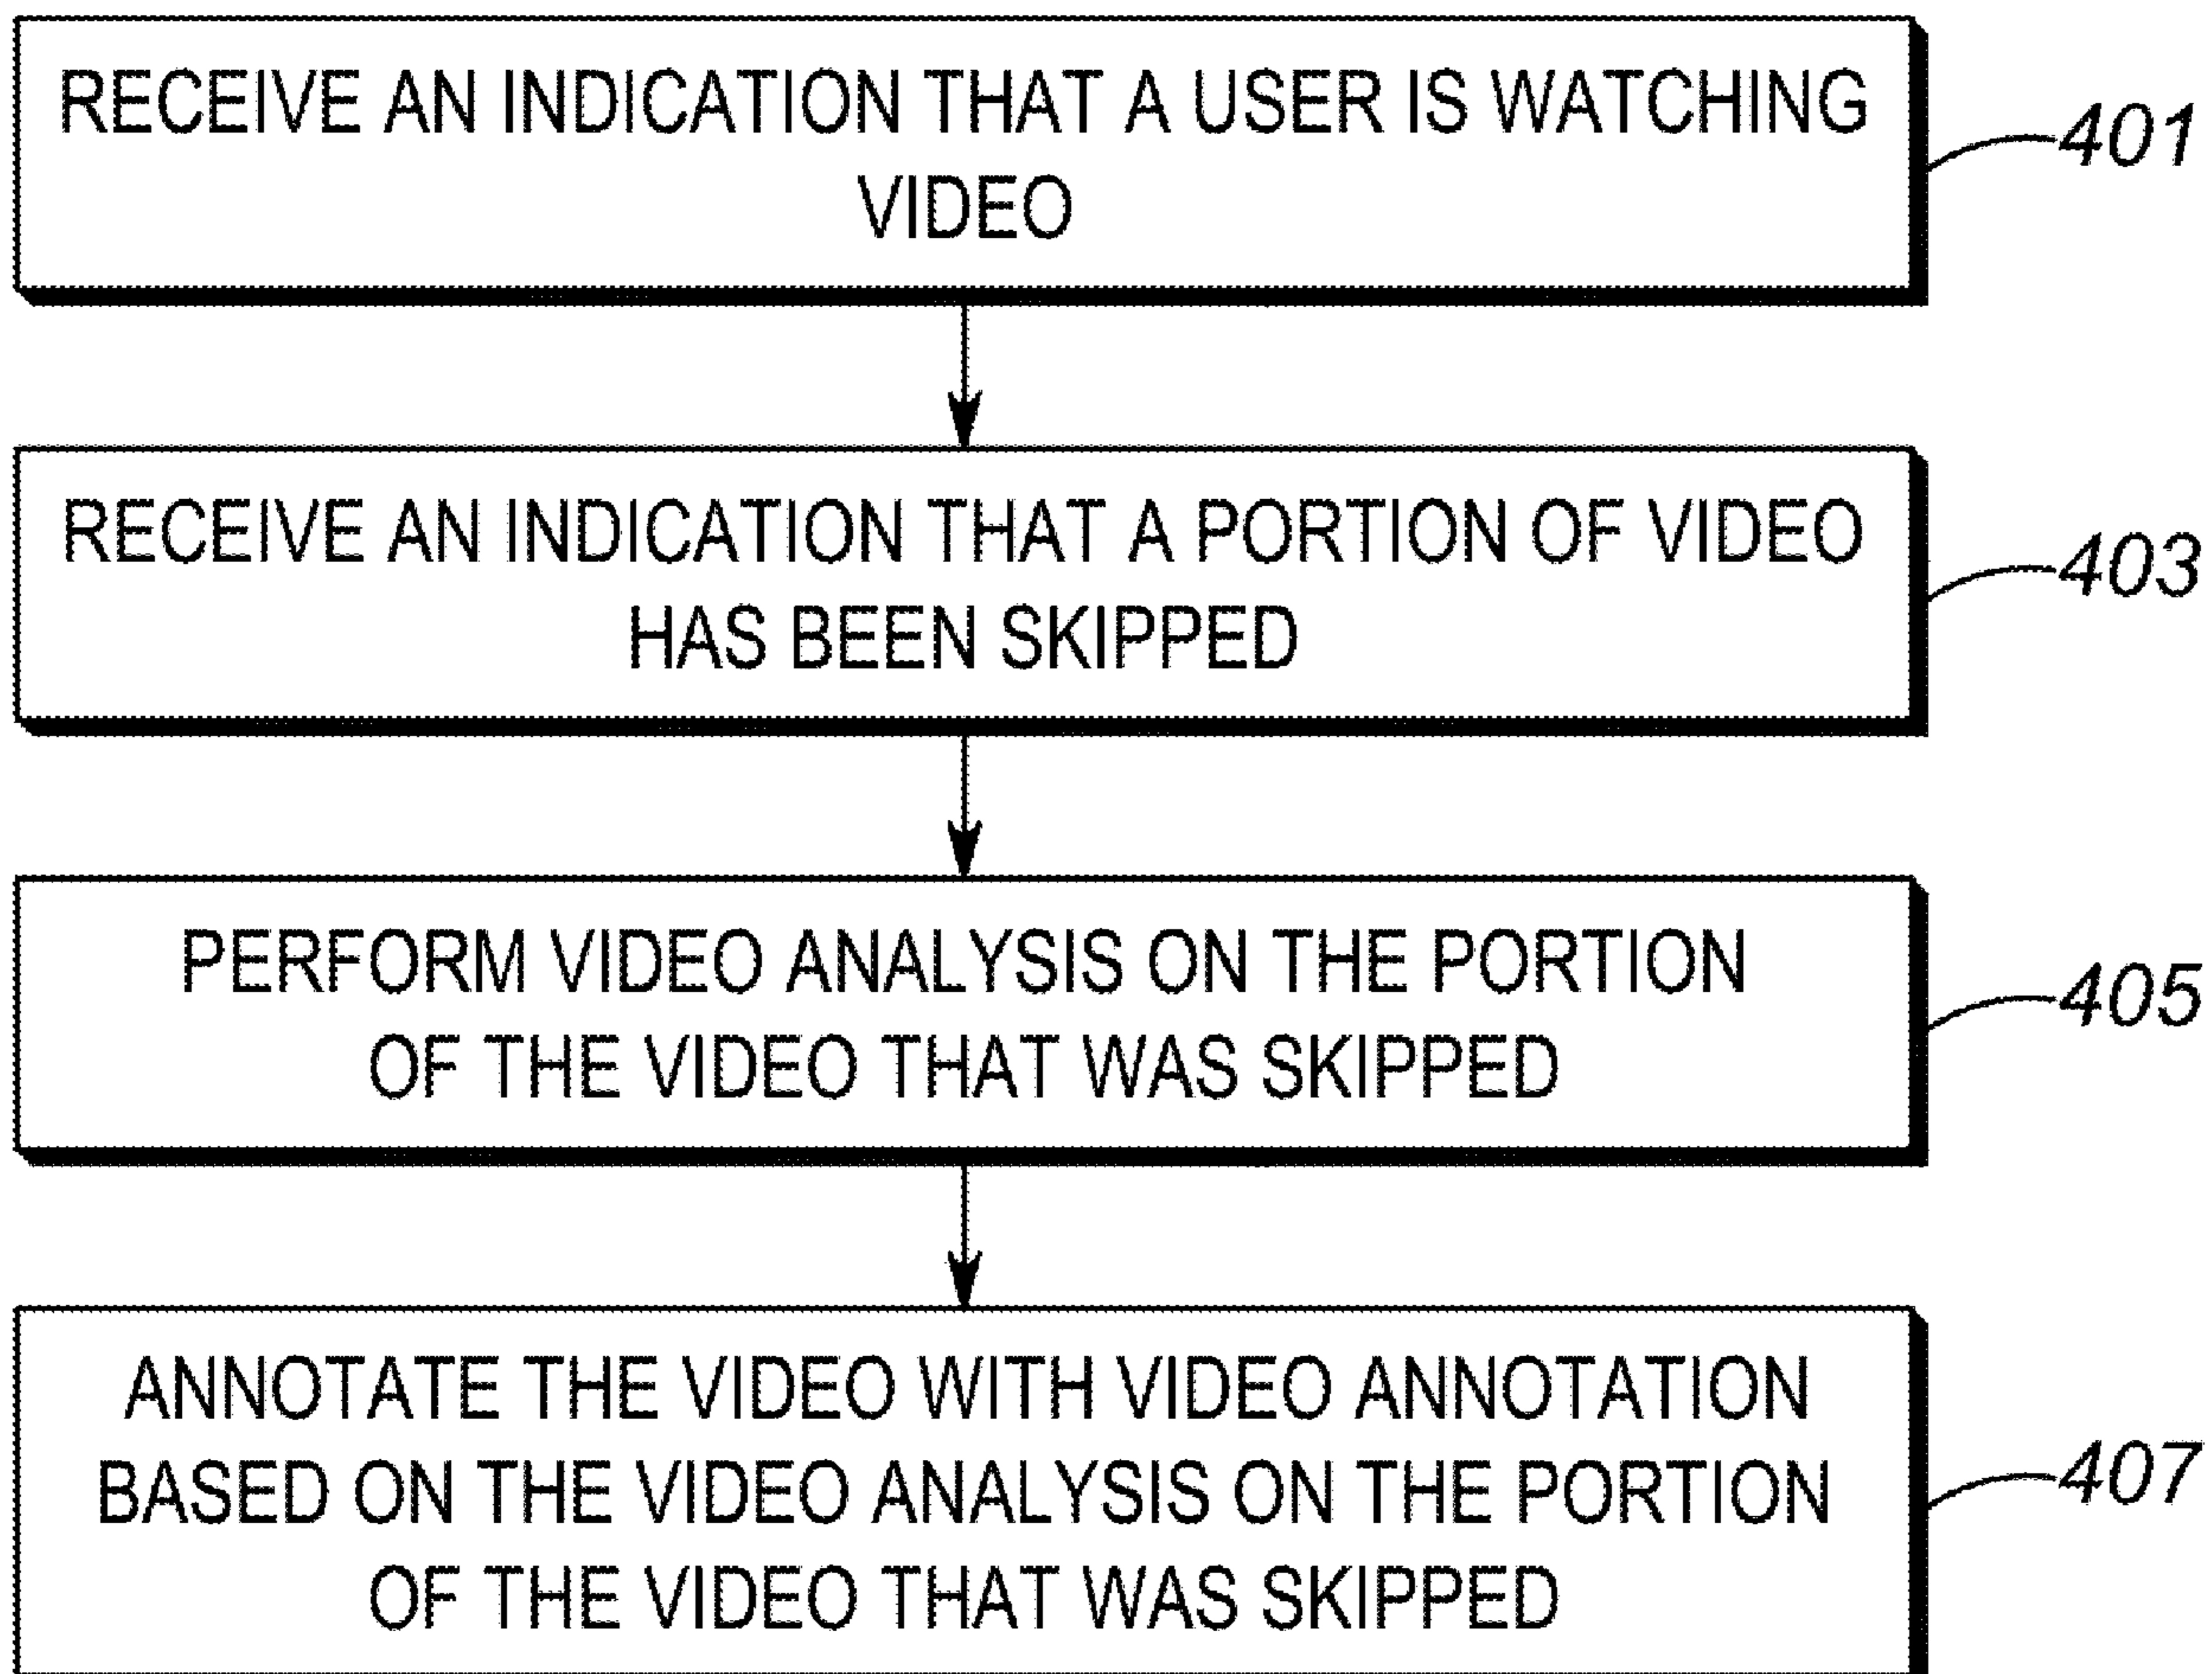 RECEIVE AN INDICATION THAT A USER IS WATCHING
VIDEO
401
RECEIVE AN INDICATION THAT A PORTION OF VIDEO
HAS BEEN SKIPPED
403
PERFORM VIDEO ANALYSIS ON THE PORTION
OF THE VIDEO THAT WAS SKIPPED
405
ANNOTATE THE VIDEO WITH VIDEO ANNOTATION
BASED ON THE VIDEO ANALYSIS ON THE PORTION
OF THE VIDEO THAT WAS SKIPPED
407